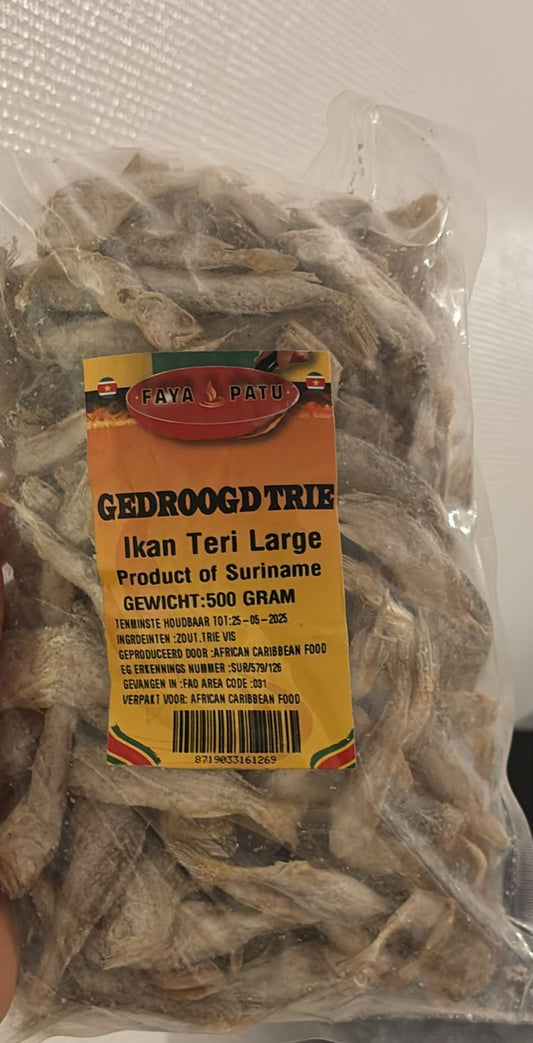 FAYA PATU
GEDROOGD TRIE
Ikan Teri Large
Product of Suriname
GEWICHT:500 GRAM
TENMINSTE HOUDBAAR TOT:25-05-2025
INGRDEINTEN :ZOUT.TRIE VIS
GEPRODUCEERD DOOR :AFRICAN CARIBBEAN FOOD
EG ERKENNINGS NUMMER :SUR/579/126
GEVANGEN IN :FAO AREA CODE :031
VERPAKT VOOR: AFRICAN CARIBBEAN FOOD
8719033161269